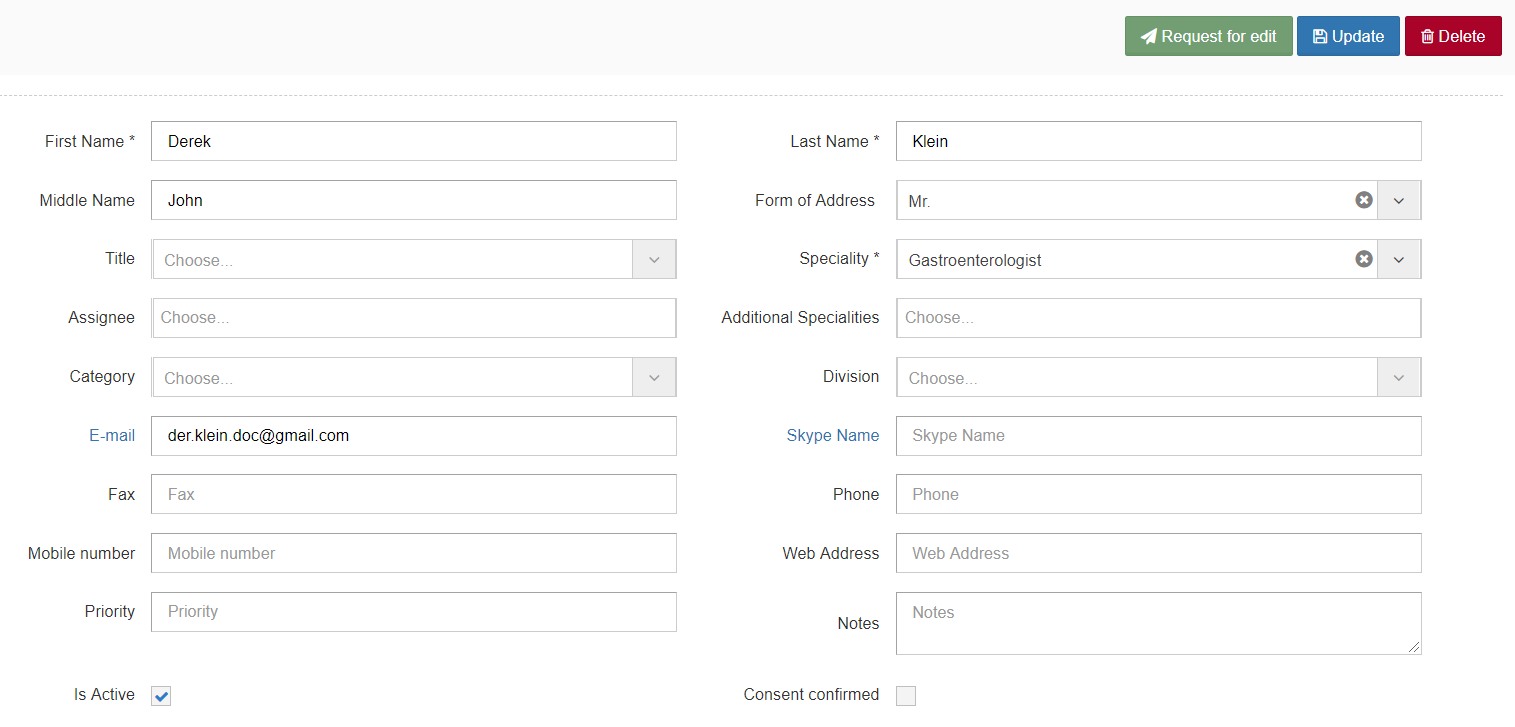 Request for edit Update Delete
First Name * Derek Last Name * Klein
Middle Name John Form of Address Mr.
Title Choose... Speciality * Gastroenterologist
Assignee Choose... Additional Specialities Choose...
Category Choose... Division Choose...
E-mail der.klein.doc@gmail.com Skype Name Skype Name
Fax Fax Phone Phone
Mobile number Mobile number Web Address Web Address
Priority Priority Notes Notes
Is Active Consent confirmed